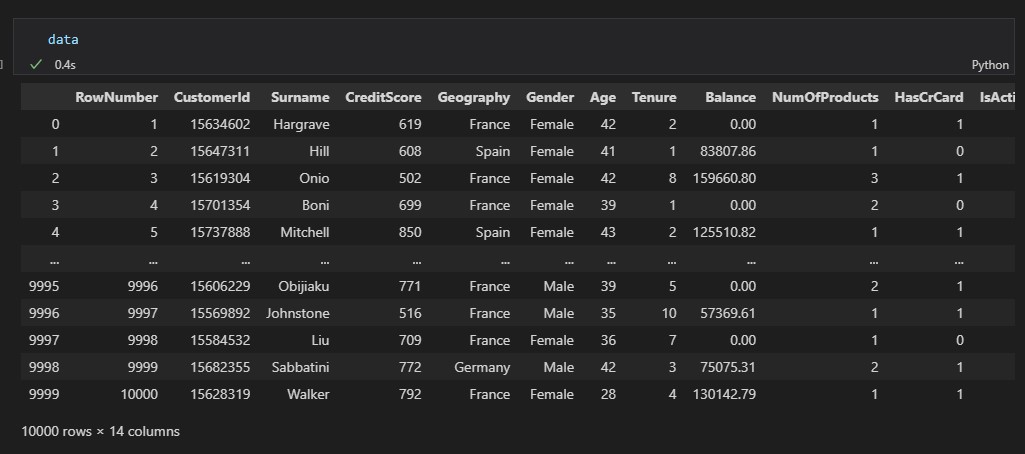 data
0.4s Python
RowNumber CustomerId Surname CreditScore Geography Gender Age Tenure Balance NumOfProducts HasCrCard IsActi
0 1 15634602 Hargrave 619 France Female 42 2 0.00 1 1
1 2 15647311 Hill 608 Spain Female 41 1 83807.86 1 0
2 3 15619304 Onio 502 France Female 42 8 159660.80 3 1
3 4 15701354 Boni 699 France Female 39 1 0.00 2 0
4 5 15737888 Mitchell 850 Spain Female 43 2 125510.82 1 1
... ... ... ... ... ... ... ... ... ... ... ...
9995 9996 15606229 Obijiaku 771 France Male 39 5 0.00 2 1
9996 9997 15569892 Johnstone 516 France Male 35 10 57369.61 1 1
9997 9998 15584532 Liu 709 France Female 36 7 0.00 1 0
9998 9999 15682355 Sabbatini 772 Germany Male 42 3 75075.31 2 1
9999 10000 15628319 Walker 792 France Female 28 4 130142.79 1 1
10000 rows × 14 columns